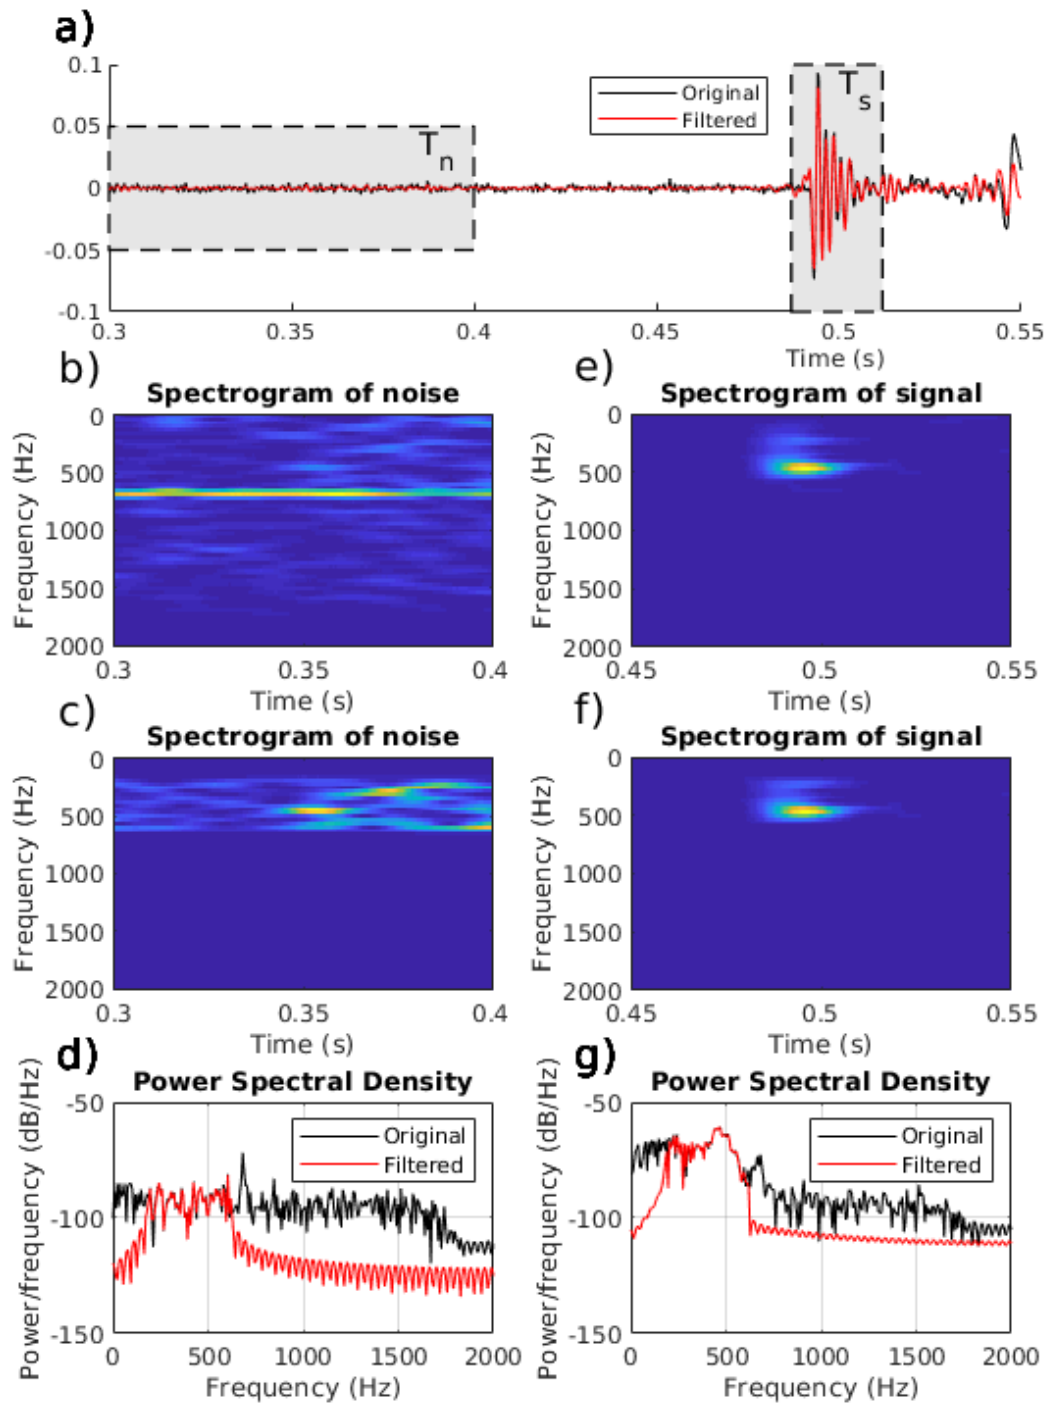 a)
0.1
0.05
0
-0.05
-0.1
T_n
T_s
Original
Filtered
0.3 0.35 0.4 0.45 0.5 0.55
Time (s)
b)
Spectrogram of noise
Frequency (Hz)
0
500
1000
1500
2000
0.3 0.35 0.4
Time (s)
e)
Spectrogram of signal
Frequency (Hz)
0
500
1000
1500
2000
0.45 0.5 0.55
Time (s)
c)
Spectrogram of noise
Frequency (Hz)
0
500
1000
1500
2000
0.3 0.35 0.4
Time (s)
f)
Spectrogram of signal
Frequency (Hz)
0
500
1000
1500
2000
0.45 0.5 0.55
Time (s)
d)
Power Spectral Density
Power/frequency (dB/Hz)
-50
-100
-150
Original
Filtered
0 500 1000 1500 2000
Frequency (Hz)
g)
Power Spectral Density
Power/frequency (dB/Hz)
-50
-100
-150
Original
Filtered
0 500 1000 1500 2000
Frequency (Hz)